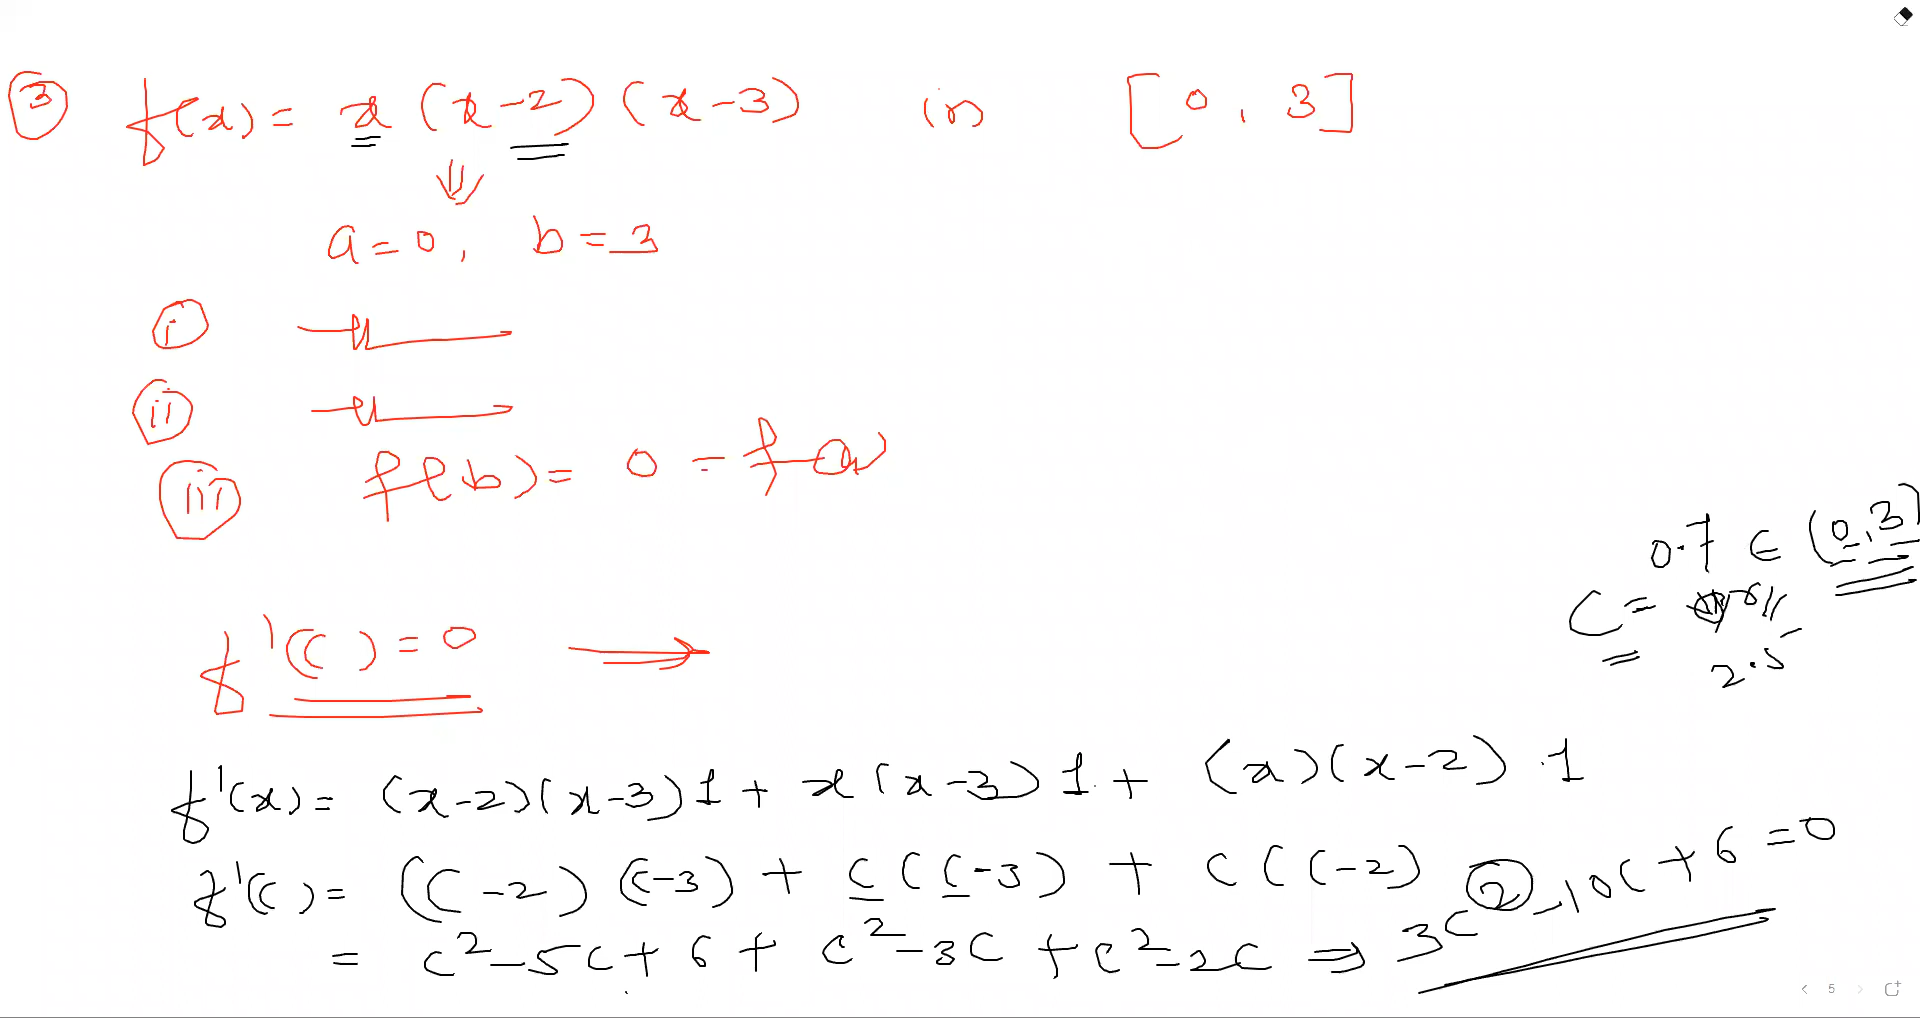 ③ f(x) = x (x-2) (x-3) in [0, 3]
⇓
a = 0, b = 3
i
ii
iii f(b) = 0 = f(a)
0.7 ∈ (0,3)
C =
2.5
f'(c) = 0 →
f'(x) = (x-2)(x-3)1 + x(x-3)1 + (x)(x-2).1
f'(c) = (c-2)(c-3) + c(c-3) + c(c-2)
= c²-5c+6 + c²-3c + c²-2c ⇒ 3c²-10c+6=0
5